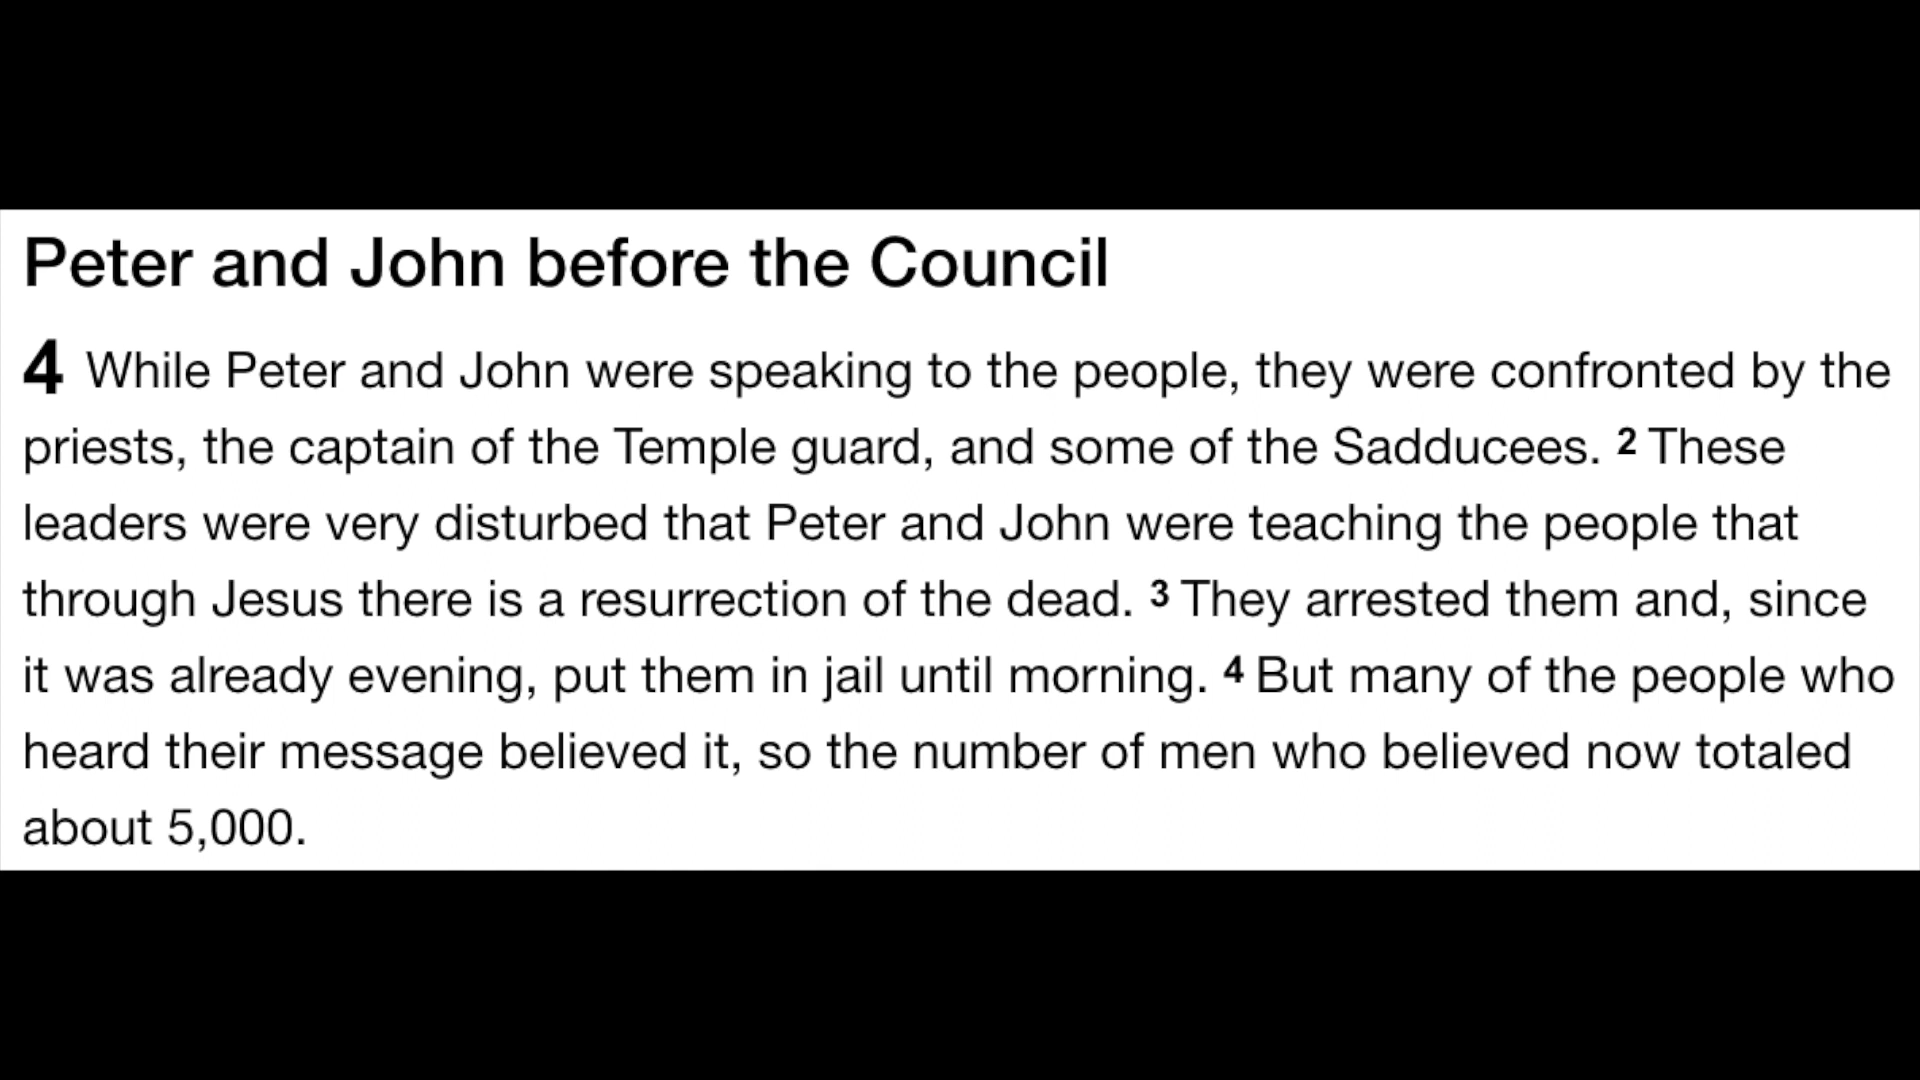 Peter and John before the Council
4 While Peter and John were speaking to the people, they were confronted by the
priests, the captain of the Temple guard, and some of the Sadducees. 2 These
leaders were very disturbed that Peter and John were teaching the people that
through Jesus there is a resurrection of the dead. 3 They arrested them and, since
it was already evening, put them in jail until morning. 4 But many of the people who
heard their message believed it, so the number of men who believed now totaled
about 5,000.